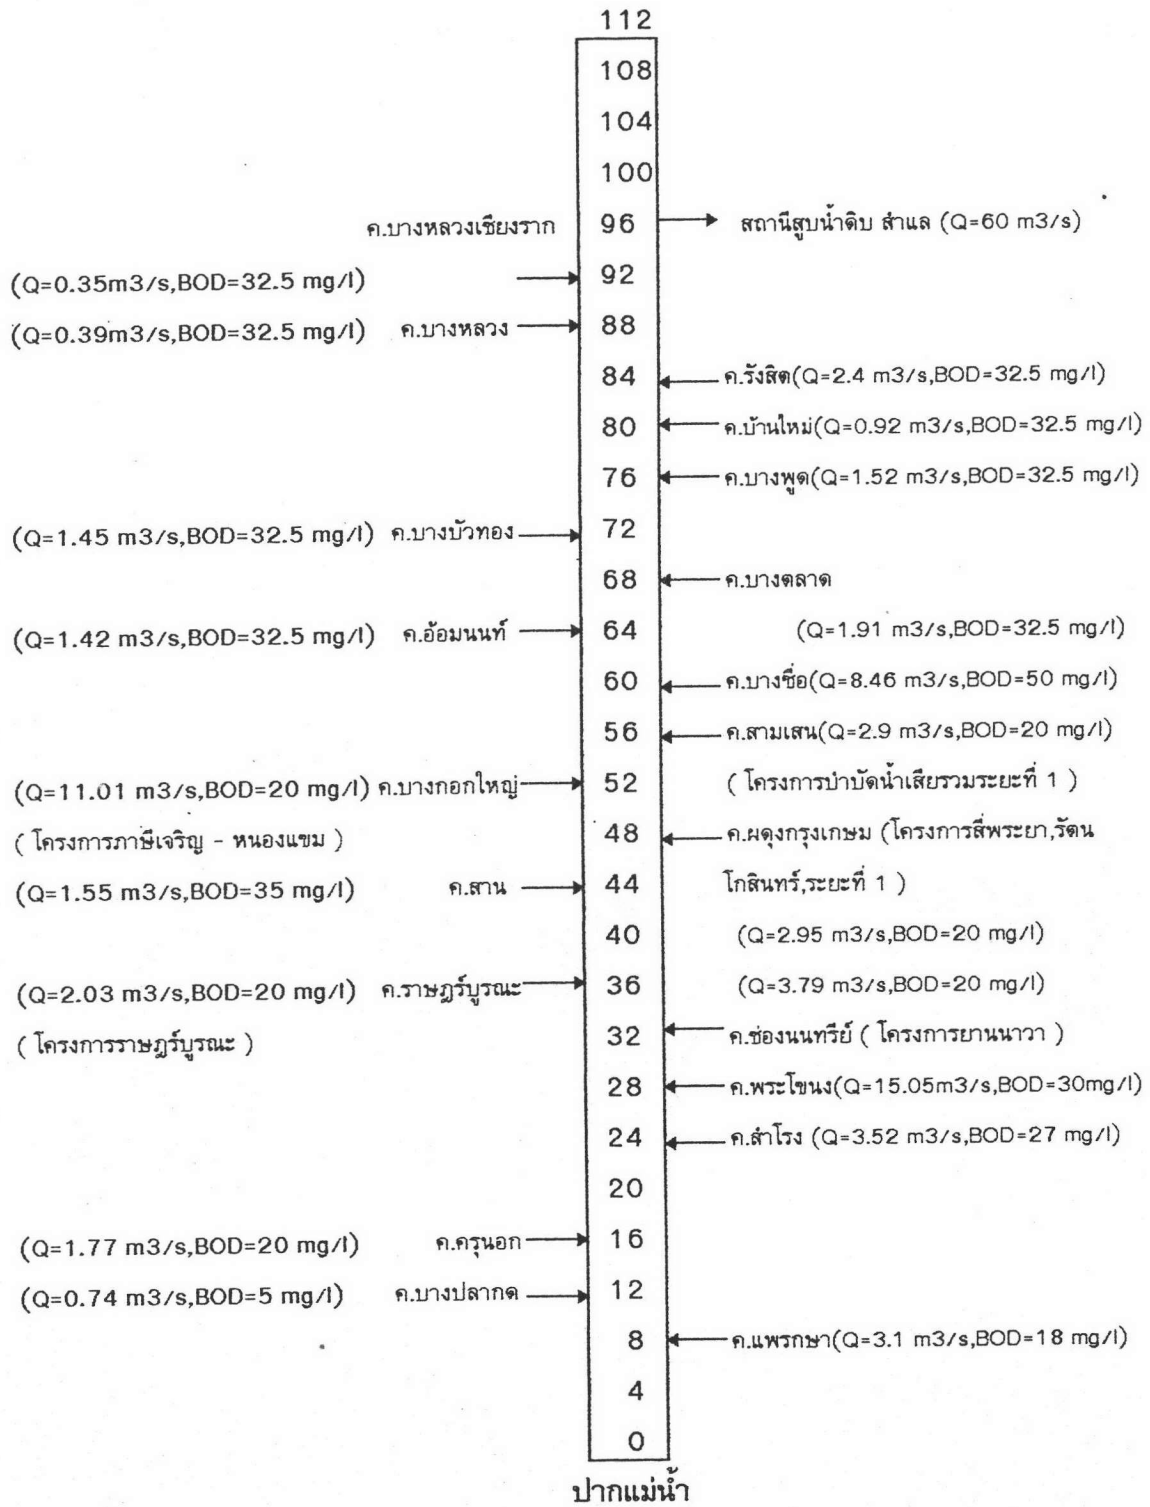 112
108
104
100
ค.บางหลวงเชียงราก 96 สถานีสูบน้ำดิบ สำแล (Q=60 m3/s)
(Q=0.35m3/s,BOD=32.5 mg/l) 92
(Q=0.39m3/s,BOD=32.5 mg/l) ค.บางหลวง 88
84 ค.รังสิต(Q=2.4 m3/s,BOD=32.5 mg/l)
80 ค.บ้านใหม่(Q=0.92 m3/s,BOD=32.5 mg/l)
76 ค.บางพูด(Q=1.52 m3/s,BOD=32.5 mg/l)
(Q=1.45 m3/s,BOD=32.5 mg/l) ค.บางบัวทอง 72
68 ค.บางตลาด
(Q=1.42 m3/s,BOD=32.5 mg/l) ค.อ้อมนนท์ 64 (Q=1.91 m3/s,BOD=32.5 mg/l)
60 ค.บางซื่อ(Q=8.46 m3/s,BOD=50 mg/l)
56 ค.สามเสน(Q=2.9 m3/s,BOD=20 mg/l)
(Q=11.01 m3/s,BOD=20 mg/l) ค.บางกอกใหญ่ 52 ( โครงการบำบัดน้ำเสียรวมระยะที่ 1 )
( โครงการภาษีเจริญ - หนองแขม ) 48 ค.ผดุงกรุงเกษม (โครงการสี่พระยา,รัตน
(Q=1.55 m3/s,BOD=35 mg/l) ค.สาน 44 โกสินทร์,ระยะที่ 1 )
40 (Q=2.95 m3/s,BOD=20 mg/l)
(Q=2.03 m3/s,BOD=20 mg/l) ค.ราษฎร์บูรณะ 36 (Q=3.79 m3/s,BOD=20 mg/l)
( โครงการราษฎร์บูรณะ ) 32 ค.ช่องนนทรีย์ ( โครงการยานนาวา )
28 ค.พระโขนง(Q=15.05m3/s,BOD=30mg/l)
24 ค.สำโรง (Q=3.52 m3/s,BOD=27 mg/l)
20
(Q=1.77 m3/s,BOD=20 mg/l) ค.ครุนอก 16
(Q=0.74 m3/s,BOD=5 mg/l) ค.บางปลากด 12
8 ค.แพรกษา(Q=3.1 m3/s,BOD=18 mg/l)
4
0
ปากแม่น้ำ